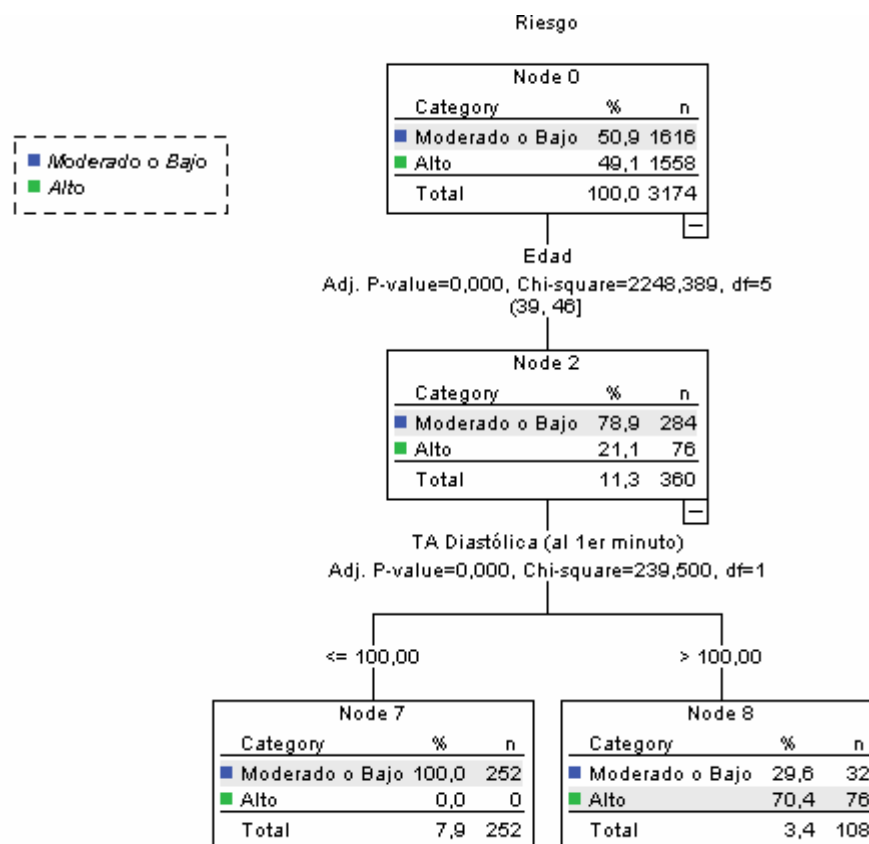 Riesgo
Moderado o Bajo
Alto
Node 0
Category % n
Moderado o Bajo 50,9 1616
Alto 49,1 1558
Total 100,0 3174
Edad
Adj. P-value=0,000, Chi-square=2248,389, df=5
(39, 46]
Node 2
Category % n
Moderado o Bajo 78,9 284
Alto 21,1 76
Total 11,3 360
TA Diastólica (al 1er minuto)
Adj. P-value=0,000, Chi-square=239,500, df=1
<= 100,00
> 100,00
Node 7
Category % n
Moderado o Bajo 100,0 252
Alto 0,0 0
Total 7,9 252
Node 8
Category % n
Moderado o Bajo 29,6 32
Alto 70,4 76
Total 3,4 108